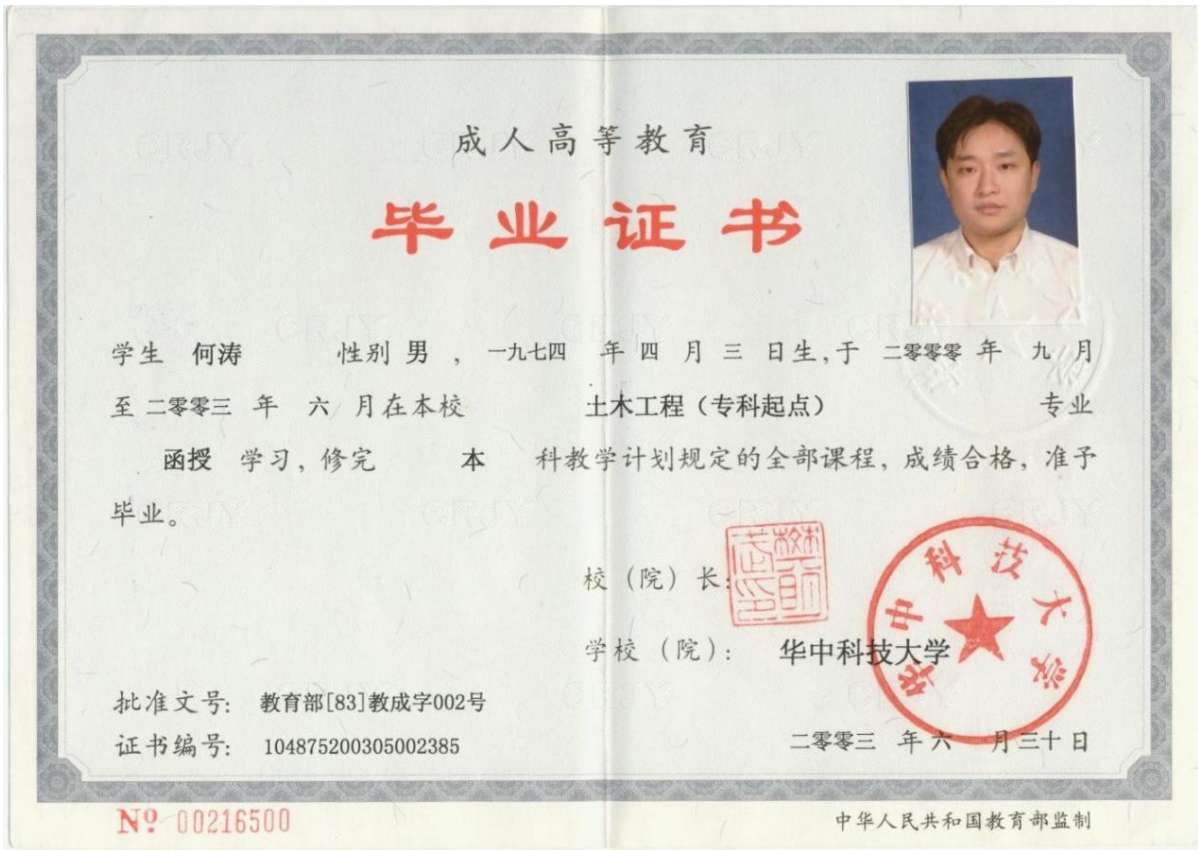 成人高等教育
毕业证书
学生 何涛 性别 男 , 一九七四 年 四 月 三 日生,于 二零零零 年 九 月
至 二零零三 年 六 月在本校 土木工程（专科起点） 专业
函授 学习, 修完 本 科教学计划规定的全部课程, 成绩合格, 准予
毕业。
校（院）长:
学校（院）: 华中科技大学
华中科技大学
批准文号: 教育部[83]教成字002号
证书编号: 104875200305002385
二零零三 年 六 月 三十 日
№ 00216500
中华人民共和国教育部监制